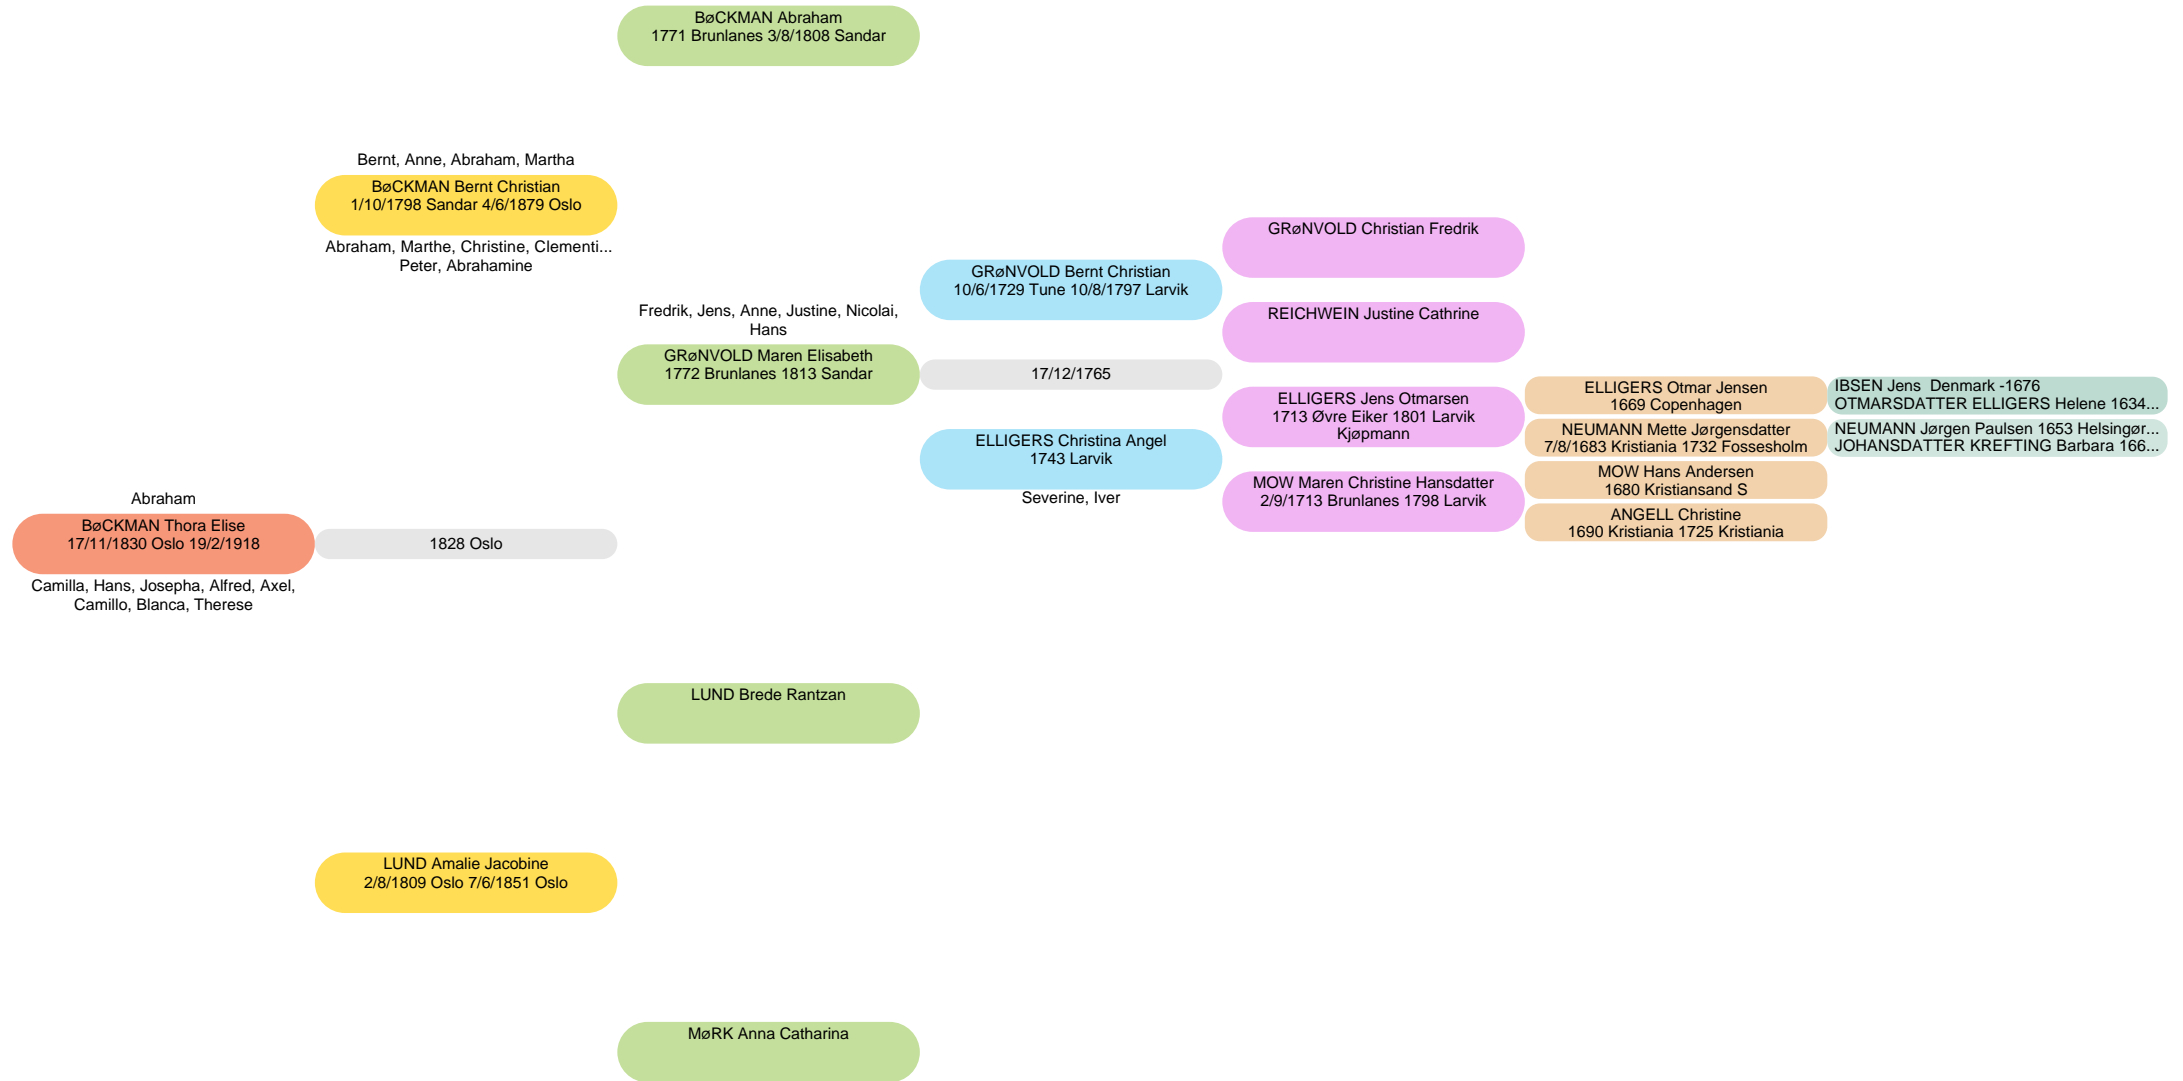 BøCKMAN Abraham
1771 Brunlanes 3/8/1808 Sandar
Bernt, Anne, Abraham, Martha
BøCKMAN Bernt Christian
1/10/1798 Sandar 4/6/1879 Oslo
Abraham, Marthe, Christine, Clementi...
Peter, Abrahamine
Fredrik, Jens, Anne, Justine, Nicolai,
Hans
GRøNVOLD Maren Elisabeth
1772 Brunlanes 1813 Sandar
GRøNVOLD Bernt Christian
10/6/1729 Tune 10/8/1797 Larvik
17/12/1765
ELLIGERS Christina Angel
1743 Larvik
Severine, Iver
GRøNVOLD Christian Fredrik
REICHWEIN Justine Cathrine
ELLIGERS Jens Otmarsen
1713 Øvre Eiker 1801 Larvik
Kjøpmann
MOW Maren Christine Hansdatter
2/9/1713 Brunlanes 1798 Larvik
ELLIGERS Otmar Jensen
1669 Copenhagen
NEUMANN Mette Jørgensdatter
7/8/1683 Kristiania 1732 Fossesholm
MOW Hans Andersen
1680 Kristiansand S
ANGELL Christine
1690 Kristiania 1725 Kristiania
IBSEN Jens  Denmark -1676
OTMARSDATTER ELLIGERS Helene 1634...
NEUMANN Jørgen Paulsen 1653 Helsingør...
JOHANSDATTER KREFTING Barbara 166...
Abraham
BøCKMAN Thora Elise
17/11/1830 Oslo 19/2/1918
Camilla, Hans, Josepha, Alfred, Axel,
Camillo, Blanca, Therese
1828 Oslo
LUND Brede Rantzan
LUND Amalie Jacobine
2/8/1809 Oslo 7/6/1851 Oslo
MøRK Anna Catharina